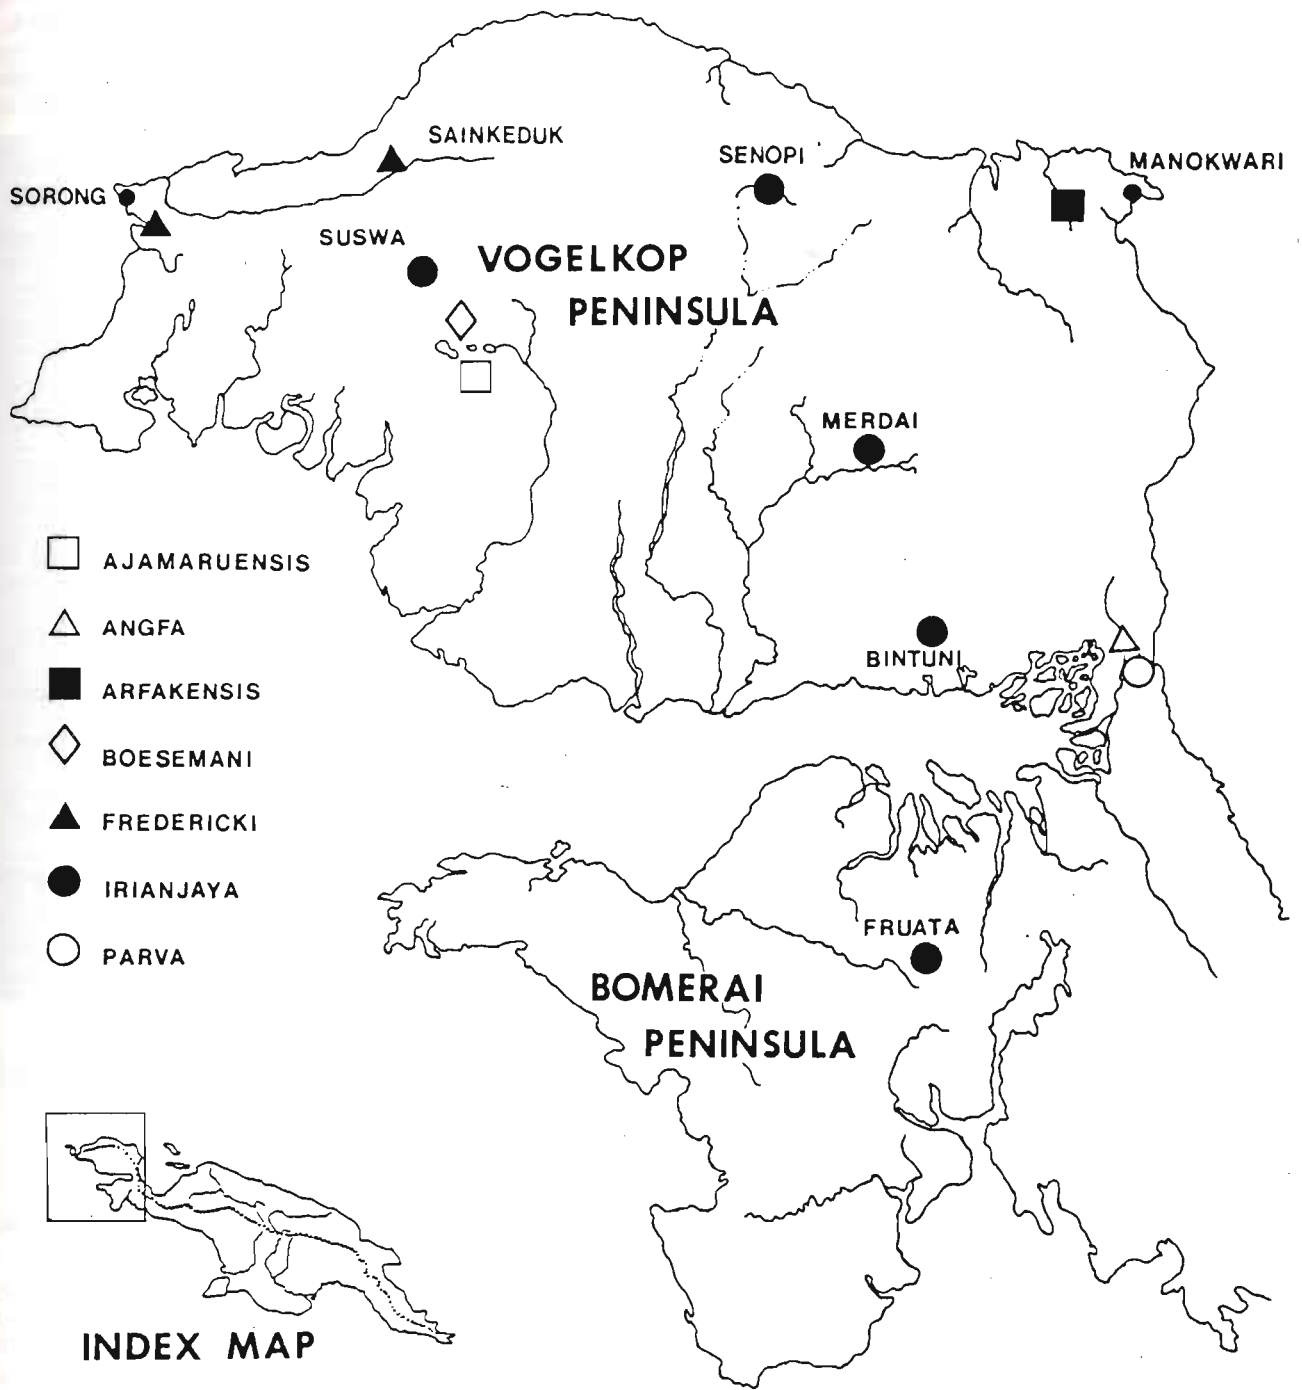 SAINKEDUK
SENOPI
MANOKWARI
SORONG
SUSWA
VOGELKOP
PENINSULA
MERDAI
AJAMARUENSIS
ANGFA
BINTUNI
ARFAKENSIS
BOESEMANI
FREDERICKI
IRIANJAYA
FRUATA
PARVA
BOMERAI
PENINSULA
INDEX MAP